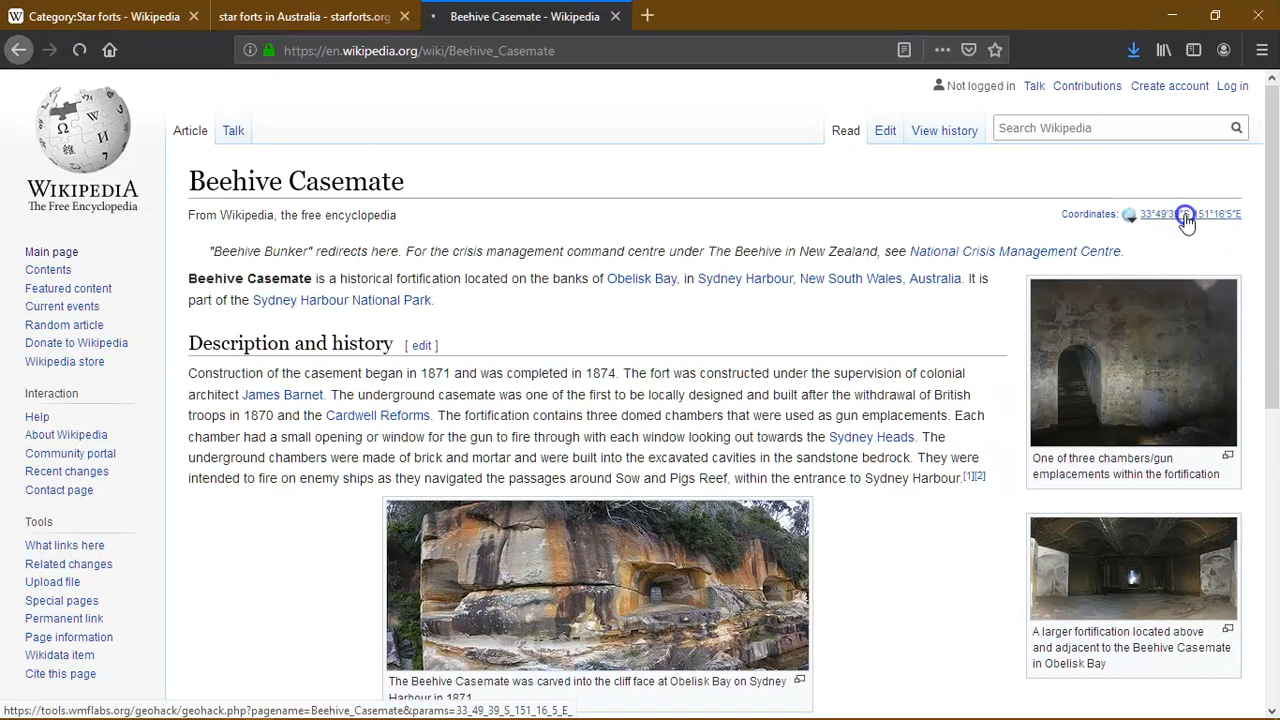 Category:Star forts - Wikipedia
star forts in Australia - starforts.org
Beehive Casemate - Wikipedia
https://en.wikipedia.org/wiki/Beehive_Casemate
Not logged in Talk Contributions Create account Log in
Article Talk Read Edit View history Search Wikipedia
WIKIPEDIA
The Free Encyclopedia
Main page
Contents
Featured content
Current events
Random article
Donate to Wikipedia
Wikipedia store
Interaction
Help
About Wikipedia
Community portal
Recent changes
Contact page
Tools
What links here
Related changes
Upload file
Special pages
Permanent link
Page information
Wikidata item
Cite this page
Beehive Casemate
From Wikipedia, the free encyclopedia
Coordinates: 151°16'5"E
"Beehive Bunker" redirects here. For the crisis management command centre under The Beehive in New Zealand, see National Crisis Management Centre.
Beehive Casemate is a historical fortification located on the banks of Obelisk Bay, in Sydney Harbour, New South Wales, Australia. It is
part of the Sydney Harbour National Park.
Description and history [ edit ]
Construction of the casement began in 1871 and was completed in 1874. The fort was constructed under the supervision of colonial
architect James Barnet. The underground casemate was one of the first to be locally designed and built after the withdrawal of British
troops in 1870 and the Cardwell Reforms. The fortification contains three domed chambers that were used as gun emplacements. Each
chamber had a small opening or window for the gun to fire through with each window looking out towards the Sydney Heads. The
underground chambers were made of brick and mortar and were built into the excavated cavities in the sandstone bedrock. They were
intended to fire on enemy ships as they navigated the passages around Sow and Pigs Reef, within the entrance to Sydney Harbour.[1][2]
The Beehive Casemate was carved into the cliff face at Obelisk Bay on Sydney
Harbour in 1871
One of three chambers/gun
emplacements within the fortification
A larger fortification located above
and adjacent to the Beehive Casemate
in Obelisk Bay
https://tools.wmflabs.org/geohack/geohack.php?pagename=Beehive_Casemate&params=33_49_39_S_151_16_5_E_